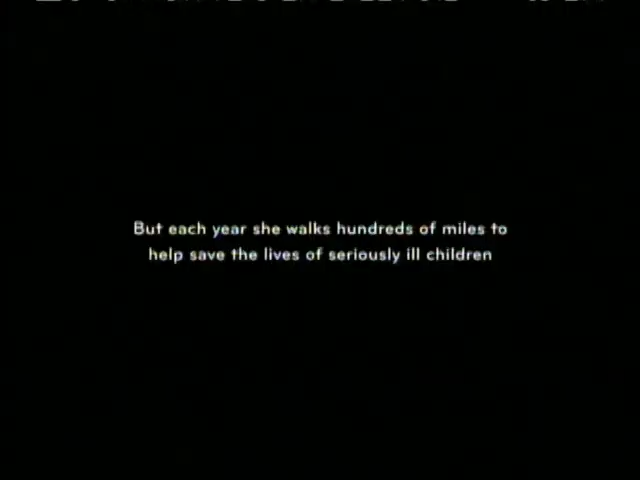 But each year she walks hundreds of miles to
help save the lives of seriously ill children